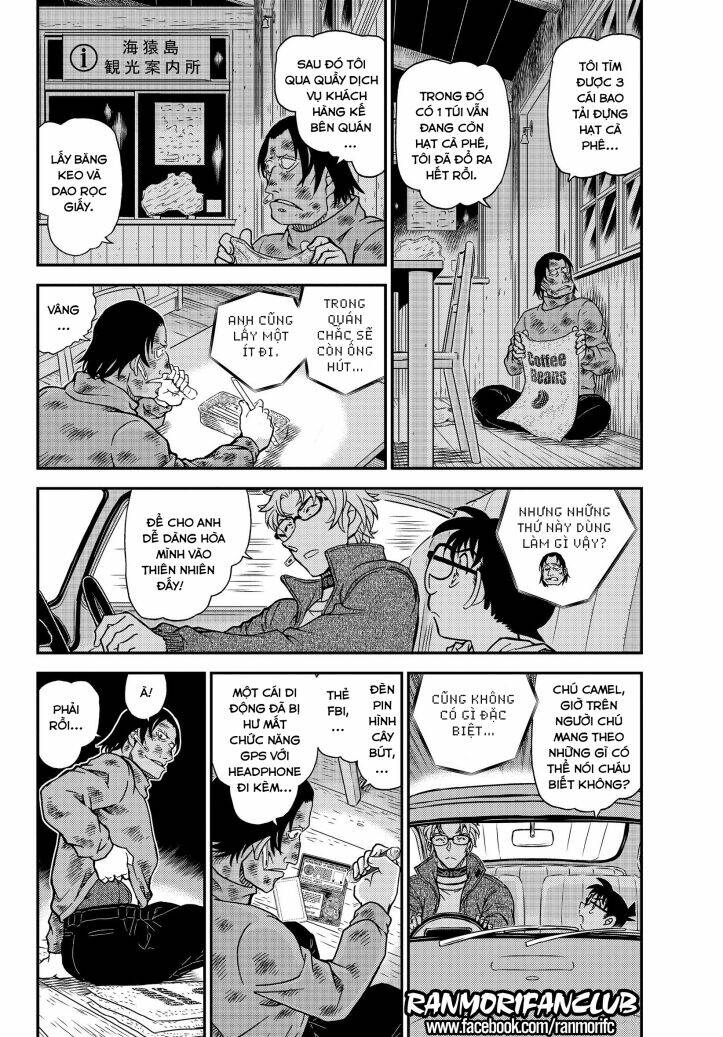 TÔI TÌM
ĐƯỢC 3
CÁI BAO
TẢI ĐỰNG
HẠT CÀ
PHÊ...
TRONG ĐÓ
CÓ 1 TÚI VẪN
ĐANG CÒN
HẠT CÀ PHÊ,
TÔI ĐÃ ĐỔ RA
HẾT RỒI.
Coffee
Beans
SAU ĐÓ TÔI
QUA QUẦY DỊCH
VỤ KHÁCH
HÀNG KẾ
BÊN QUÁN
...
i
海猿島
観光案内所
LẤY BĂNG
KEO VÀ
DAO RỌC
GIẤY.
TRONG
QUÁN
CHẮC SẼ
CÒN ỐNG
HÚT...
ANH CŨNG
LẤY MỘT
ÍT ĐI.
VÂNG
...
NHƯNG NHỮNG
THỨ NÀY DÙNG
LÀM GÌ VẬY?
ĐỂ CHO ANH
DỄ DÀNG HÒA
MÌNH VÀO
THIÊN NHIÊN
ĐẤY!
CHÚ CAMEL,
GIỜ TRÊN
NGƯỜI CHÚ
MANG THEO
NHỮNG GÌ CÓ
THỂ NÓI CHÁU
BIẾT KHÔNG?
CŨNG KHÔNG
CÓ GÌ ĐẶC
BIỆT...
ĐÈN
PIN
HÌNH
CÂY
BÚT,
...
THẺ
FBI,
...
MỘT CÁI DI
ĐỘNG ĐÃ BỊ
HƯ MẤT
CHỨC NĂNG
GPS VỚI
HEADPHONE
ĐI KÈM...
À!
PHẢI
RỒI...
RANMORIFANCLUB
www.facebook.com/ranmorifc